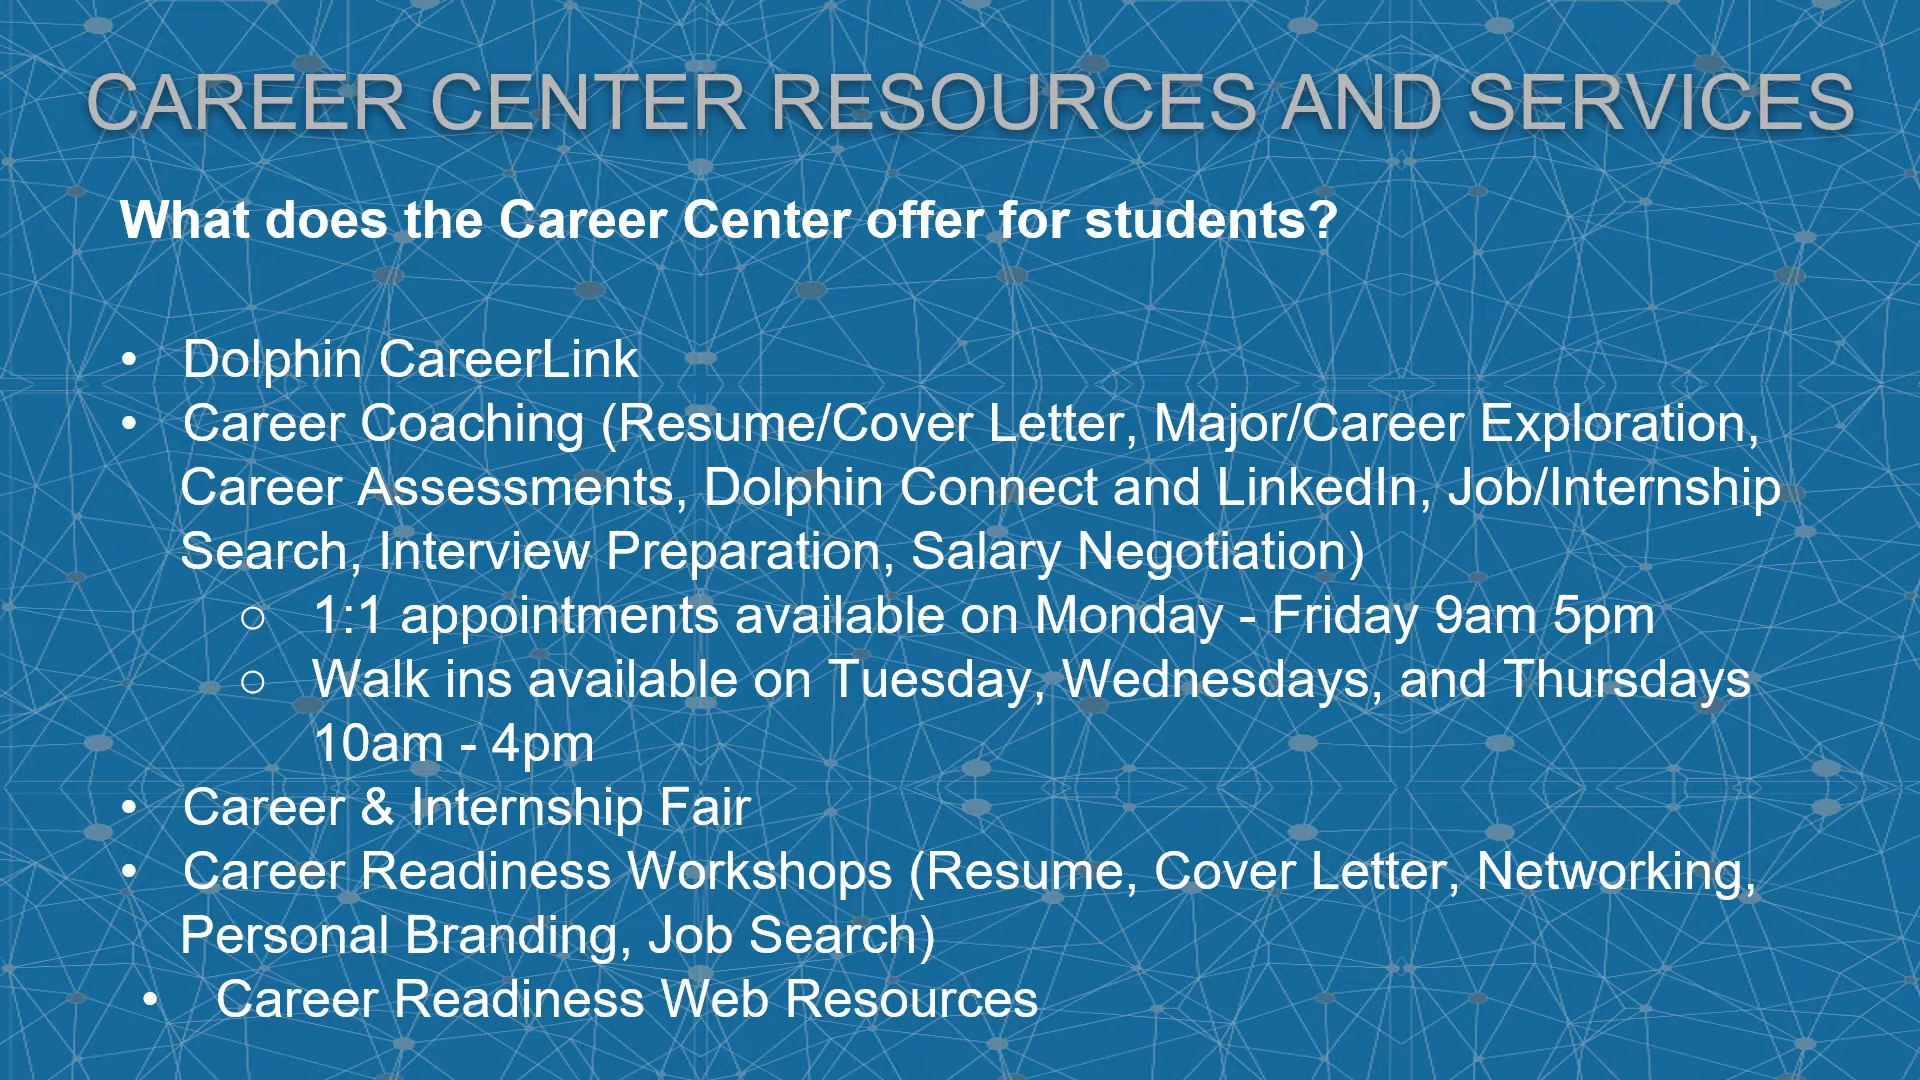 CAREER CENTER RESOURCES AND SERVICES
What does the Career Center offer for students?
• Dolphin CareerLink
• Career Coaching (Resume/Cover Letter, Major/Career Exploration,
Career Assessments, Dolphin Connect and LinkedIn, Job/Internship
Search, Interview Preparation, Salary Negotiation)
○ 1:1 appointments available on Monday - Friday 9am 5pm
○ Walk ins available on Tuesday, Wednesdays, and Thursdays
10am - 4pm
• Career & Internship Fair
• Career Readiness Workshops (Resume, Cover Letter, Networking,
Personal Branding, Job Search)
• Career Readiness Web Resources